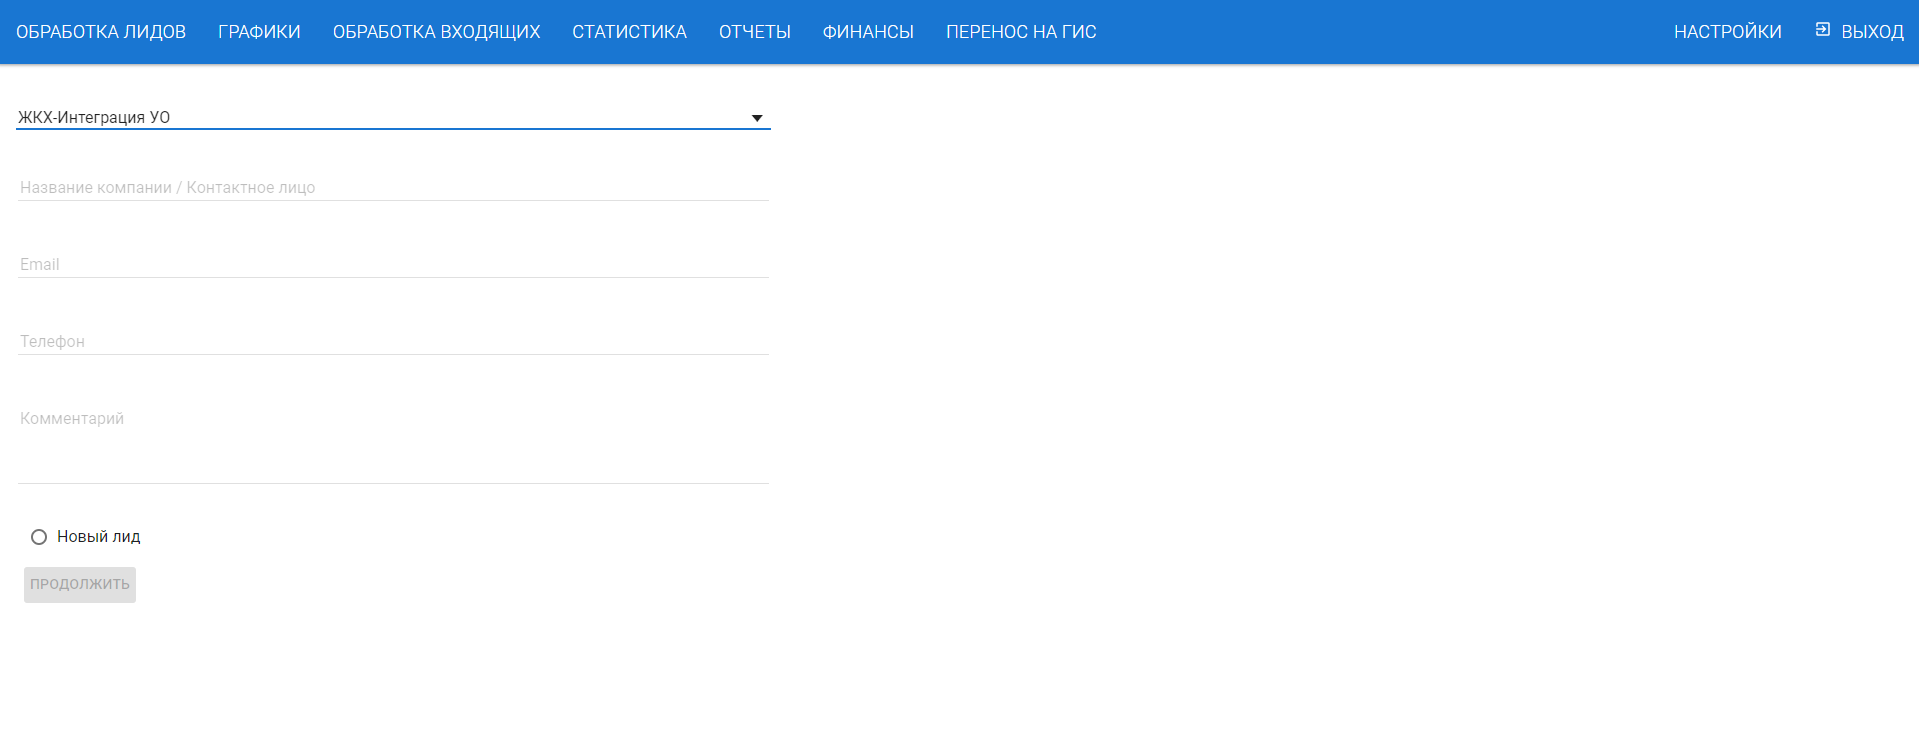 ОБРАБОТКА ЛИДОВ ГРАФИКИ ОБРАБОТКА ВХОДЯЩИХ СТАТИСТИКА ОТЧЕТЫ ФИНАНСЫ ПЕРЕНОС НА ГИС НАСТРОЙКИ ВЫХОД
ЖКХ-Интеграция УО
Название компании / Контактное лицо
Email
Телефон
Комментарий
Новый лид
ПРОДОЛЖИТЬ